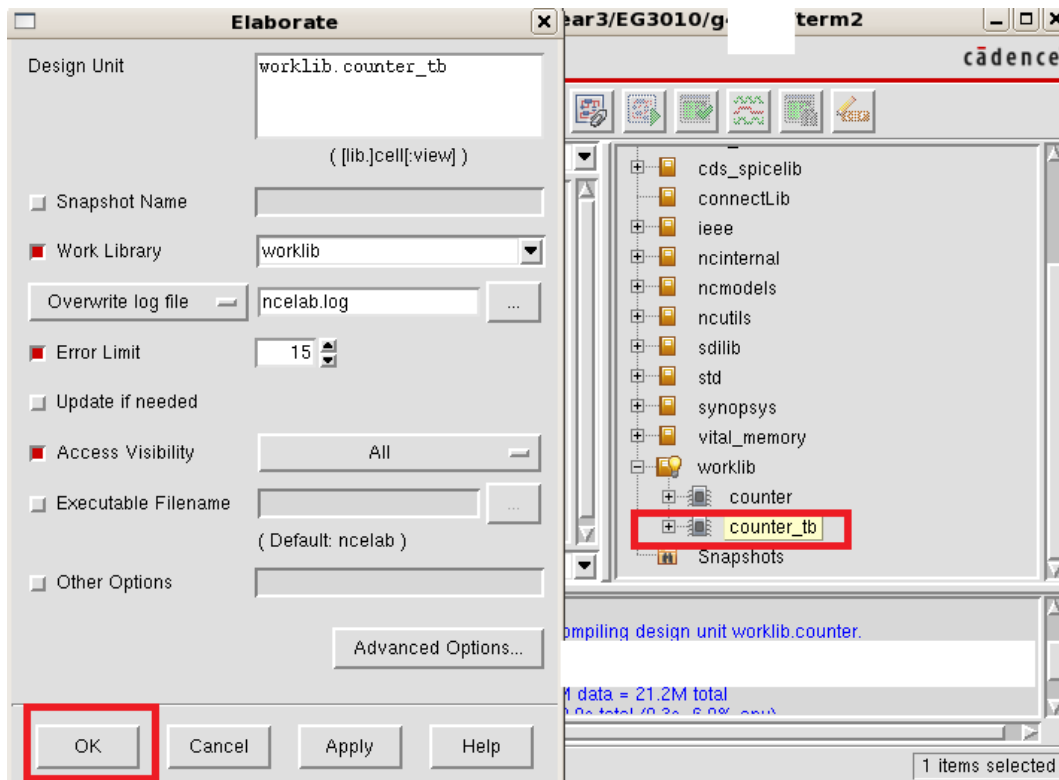 Elaborate
Design Unit
worklib.counter_tb
( [lib.]cell[:view] )
Snapshot Name
Work Library
worklib
Overwrite log file
ncelab.log
...
Error Limit
15
Update if needed
Access Visibility
All
Executable Filename
...
( Default: ncelab )
Other Options
Advanced Options...
OK
Cancel
Apply
Help
ear3/EG3010/g4 term2
cādence
cds_spicelib
connectLib
ieee
ncinternal
ncmodels
ncutils
sdilib
std
synopsys
vital_memory
worklib
counter
counter_tb
Snapshots
ompiling design unit worklib.counter.
M data = 21.2M total
1 items selected